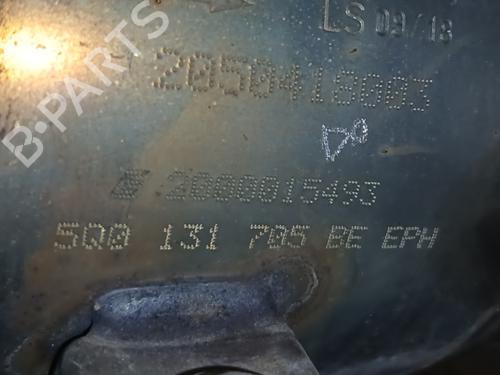 LS 09/18
2050418003
2000015493
5Q0 131 705 BE EPH
B-PARTS